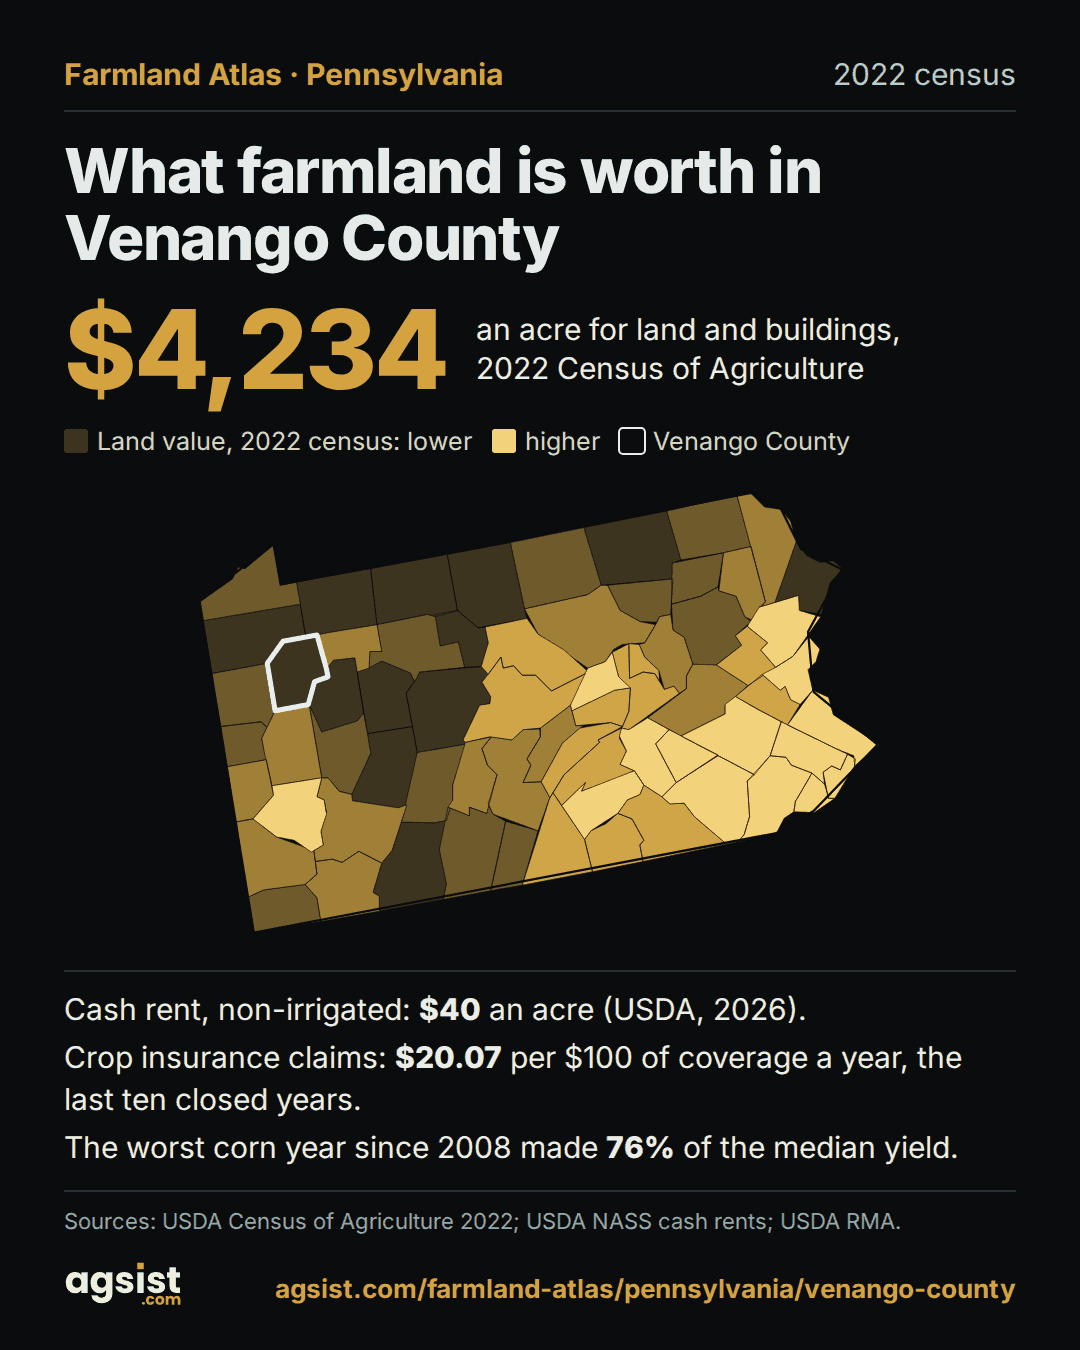 Farmland Atlas · Pennsylvania
2022 census
What farmland is worth in
Venango County
$4,234
an acre for land and buildings,
2022 Census of Agriculture
Land value, 2022 census: lower
higher
Venango County
Cash rent, non-irrigated: $40 an acre (USDA, 2026).
Crop insurance claims: $20.07 per $100 of coverage a year, the
last ten closed years.
The worst corn year since 2008 made 76% of the median yield.
Sources: USDA Census of Agriculture 2022; USDA NASS cash rents; USDA RMA.
agsist
.com
agsist.com/farmland-atlas/pennsylvania/venango-county